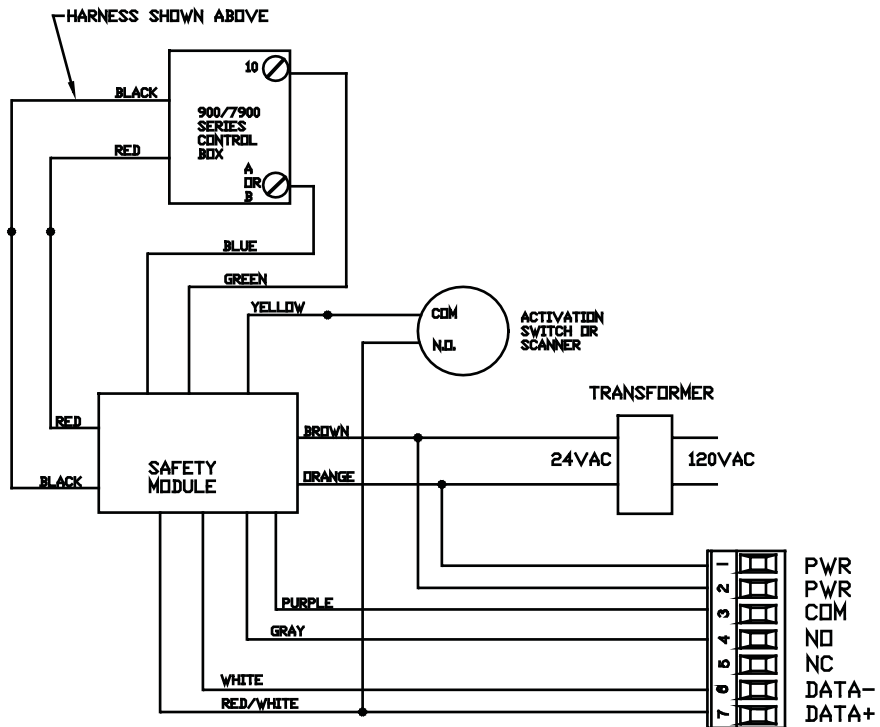 HARNESS SHOWN ABOVE
10
BLACK
900/7900
SERIES
CONTROL
BOX
RED
A
OR
B
BLUE
GREEN
YELLOW
COM
N.O.
ACTIVATION
SWITCH OR
SCANNER
TRANSFORMER
RED
BROWN
24VAC
120VAC
SAFETY
MODULE
BLACK
ORANGE
1 PWR
2 PWR
PURPLE
3 COM
GRAY
4 NO
5 NC
WHITE
6 DATA-
RED/WHITE
7 DATA+